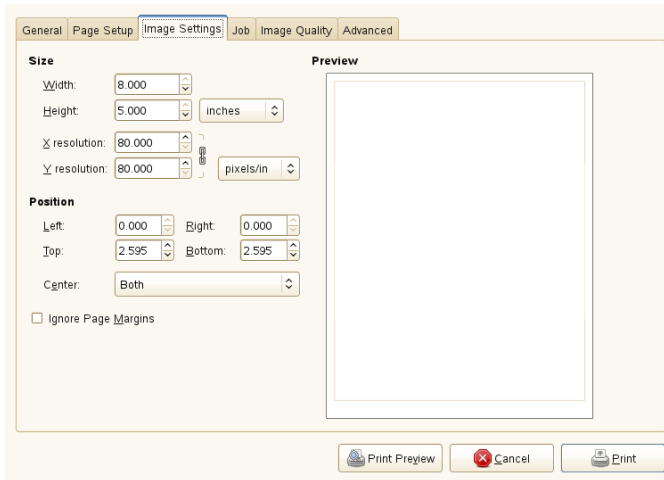 General Page Setup Image Settings Job Image Quality Advanced
Size
Preview
Width: 8.000
Height: 5.000 inches
X resolution: 80.000
Y resolution: 80.000 pixels/in
Position
Left: 0.000 Right: 0.000
Top: 2.595 Bottom: 2.595
Center: Both
Ignore Page Margins
Print Preview Cancel Print